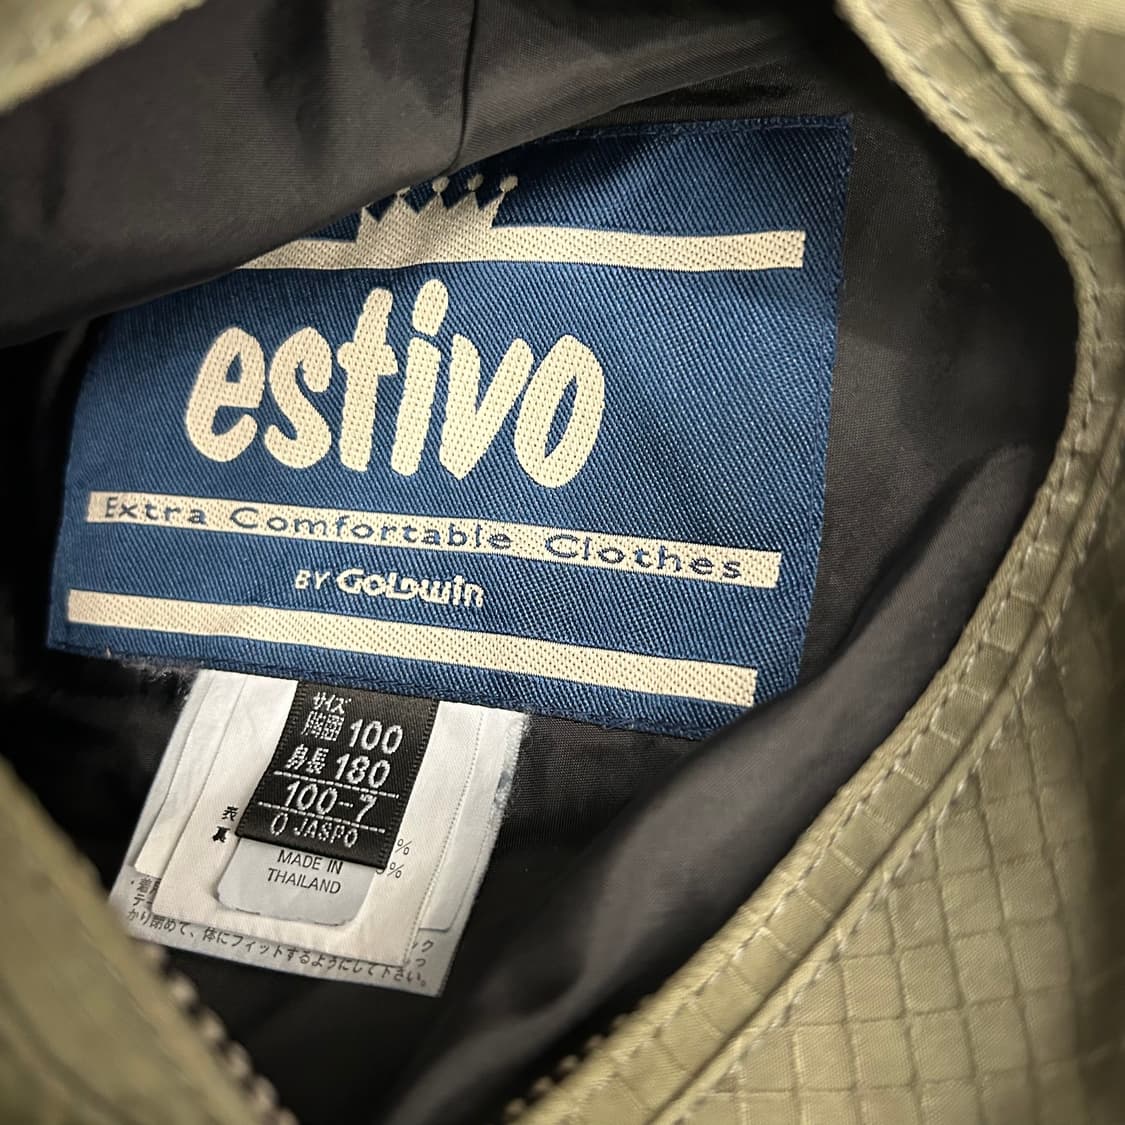 estivo
Extra Comfortable Clothes
BY GOLDWIN
サイズ
胸囲 100
身長 180
100-7
O JASPO
表
裏
%
%
MADE IN
THAILAND
かり閉めて、体にフィットするようにして下さい。